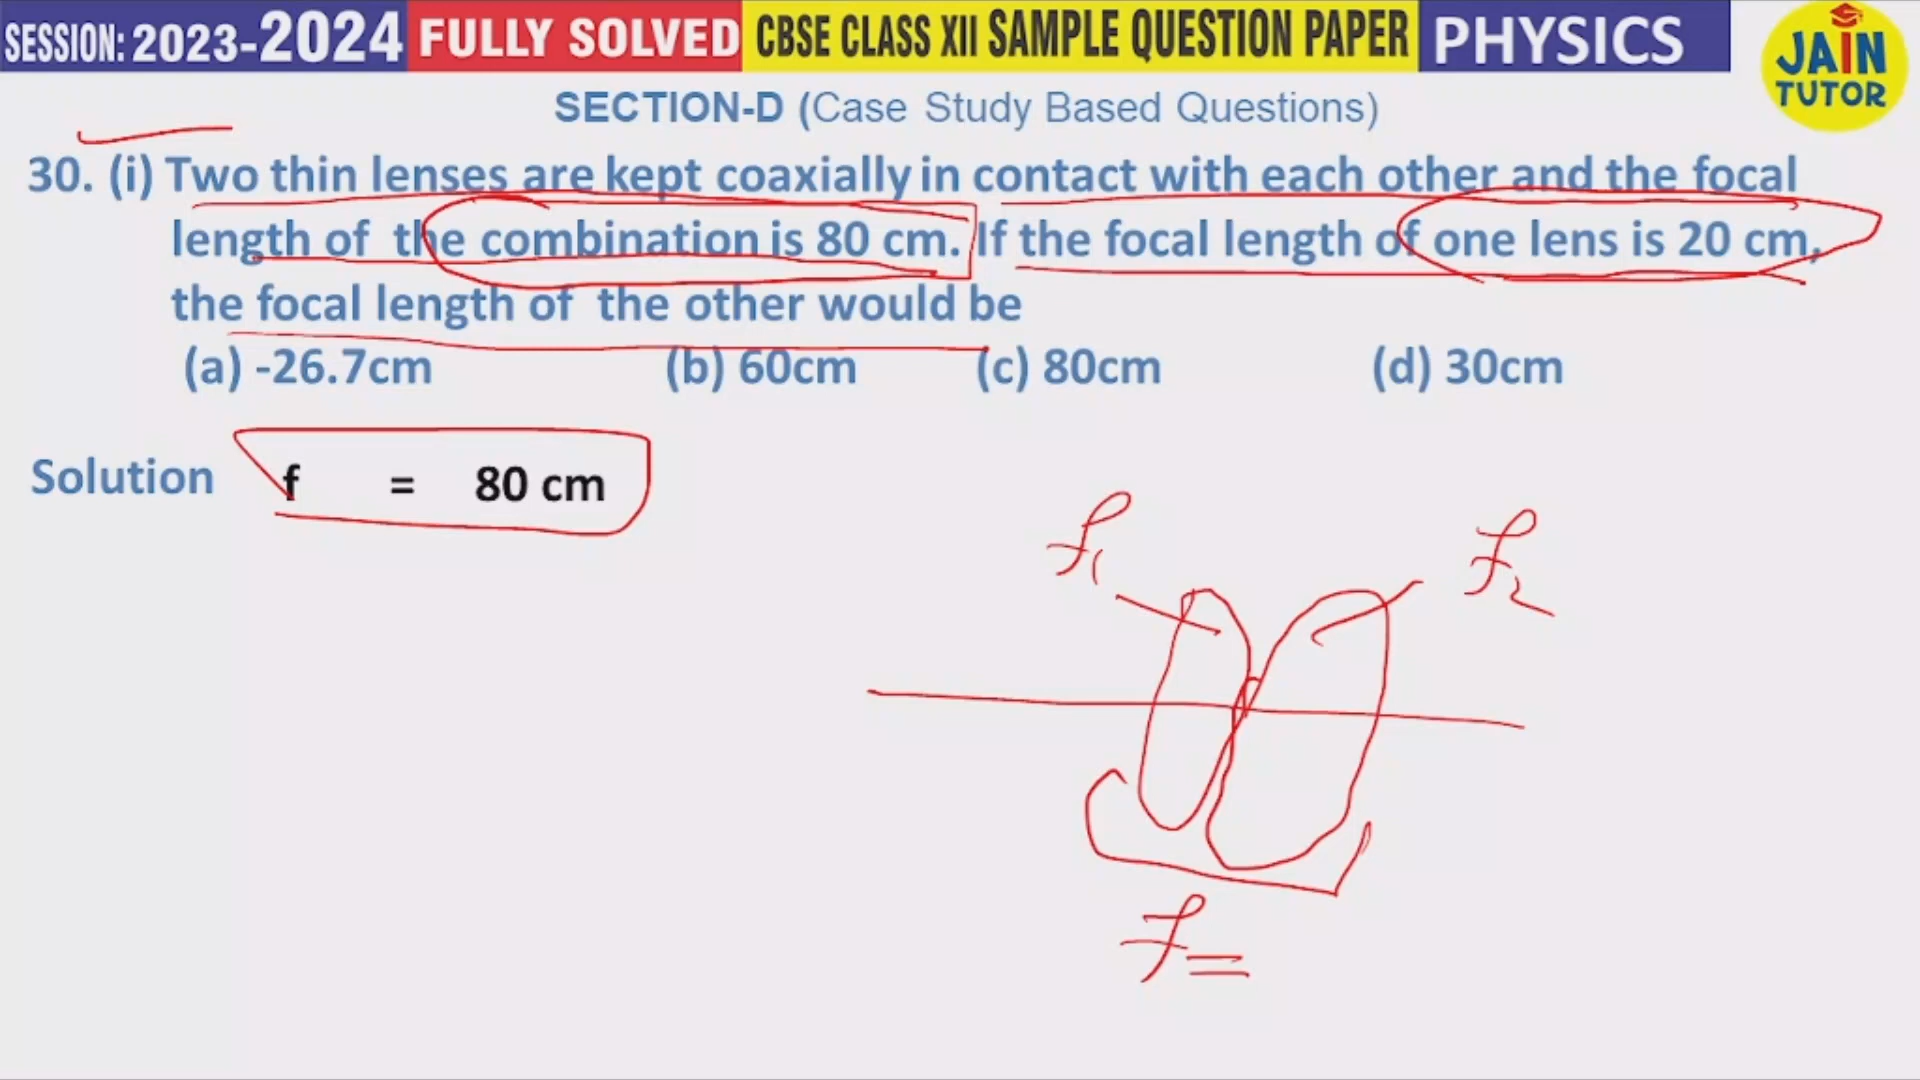 SESSION: 2023-2024 FULLY SOLVED CBSE CLASS XII SAMPLE QUESTION PAPER PHYSICS
JAIN
TUTOR
SECTION-D (Case Study Based Questions)
30. (i) Two thin lenses are kept coaxially in contact with each other and the focal
length of the combination is 80 cm. If the focal length of one lens is 20 cm,
the focal length of the other would be
(a) -26.7cm (b) 60cm (c) 80cm (d) 30cm
Solution f = 80 cm
f1 f2
f=